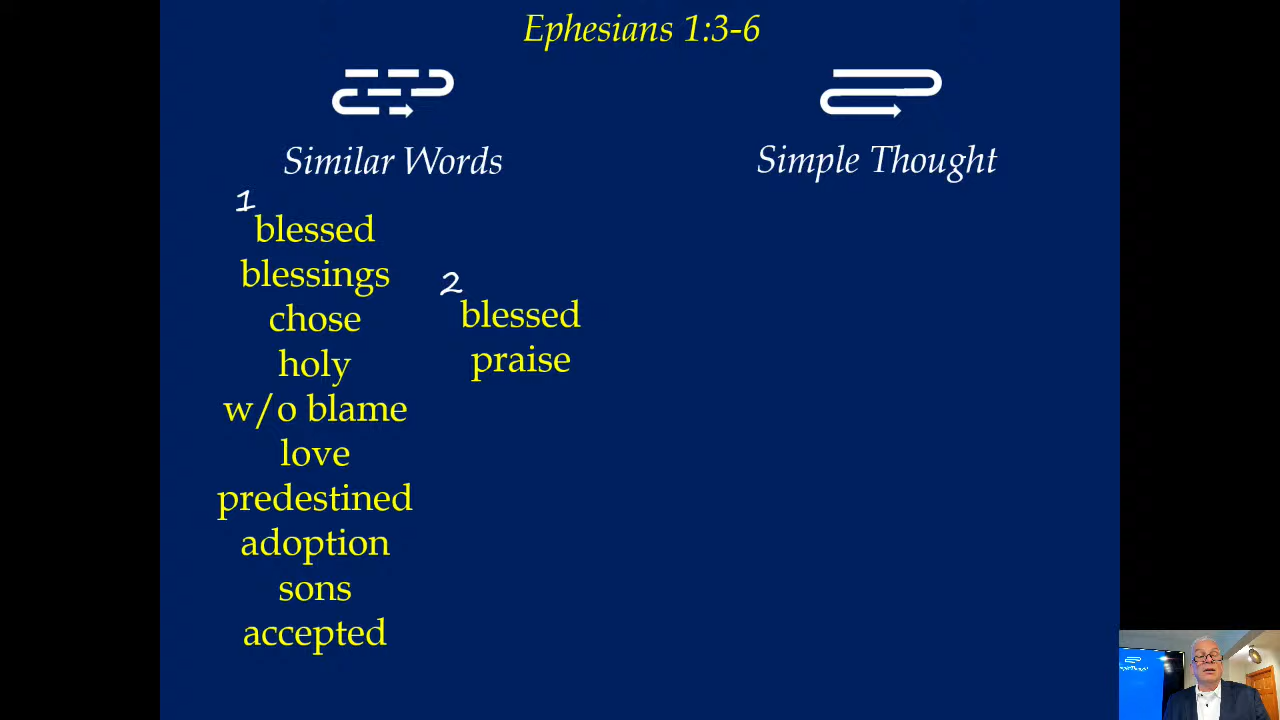 Ephesians 1:3-6
Similar Words
Simple Thought
1
blessed
blessings
chose
holy
w/o blame
love
predestined
adoption
sons
accepted
2
blessed
praise